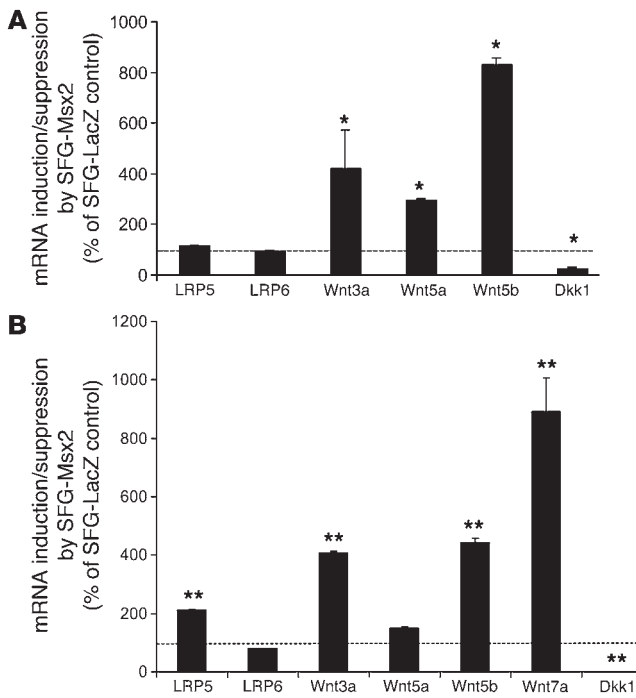 A
mRNA induction/suppression
by SFG-Msx2
(% of SFG-LacZ control)
1000
800
600
400
200
0
*
*
*
*
LRP5 LRP6 Wnt3a Wnt5a Wnt5b Dkk1
B
mRNA induction/suppression
by SFG-Msx2
(% of SFG-LacZ control)
1200
1000
800
600
400
200
0
**
**
**
**
**
LRP5 LRP6 Wnt3a Wnt5a Wnt5b Wnt7a Dkk1